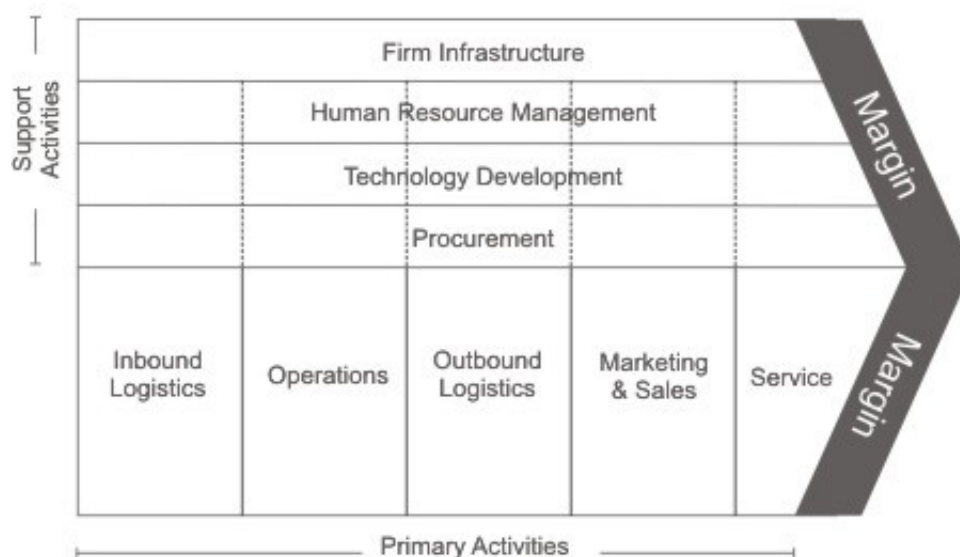 Support
Activities
Firm Infrastructure
Human Resource Management
Technology Development
Procurement
Margin
Inbound
Logistics
Operations
Outbound
Logistics
Marketing
& Sales
Service
Margin
Primary Activities